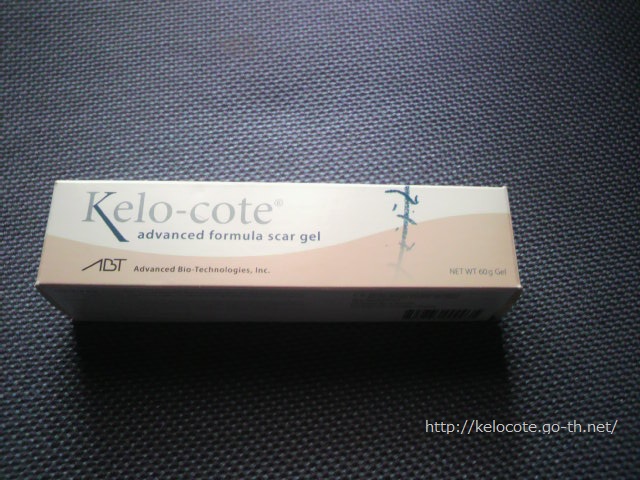 Kelo-cote®
advanced formula scar gel
ABT Advanced Bio-Technologies, Inc.
NET WT 60 g Gel
http://kelocote.go-th.net/